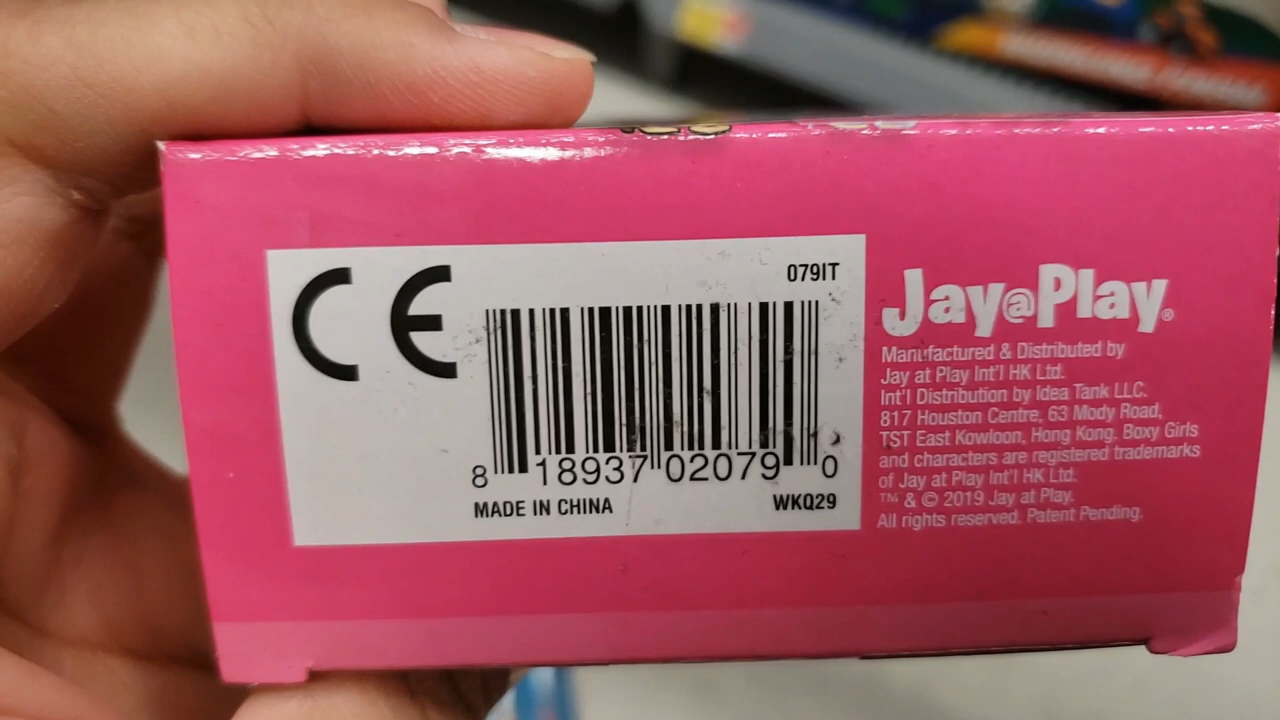 CE
079IT
8 18937 02079 0
MADE IN CHINA WKQ29
Jay@Play®
Manufactured & Distributed by
Jay at Play Int'l HK Ltd.
Int'l Distribution by Idea Tank LLC.
817 Houston Centre, 63 Mody Road,
TST East Kowloon, Hong Kong. Boxy Girls
and characters are registered trademarks
of Jay at Play Int'l HK Ltd.
™ & © 2019 Jay at Play.
All rights reserved. Patent Pending.